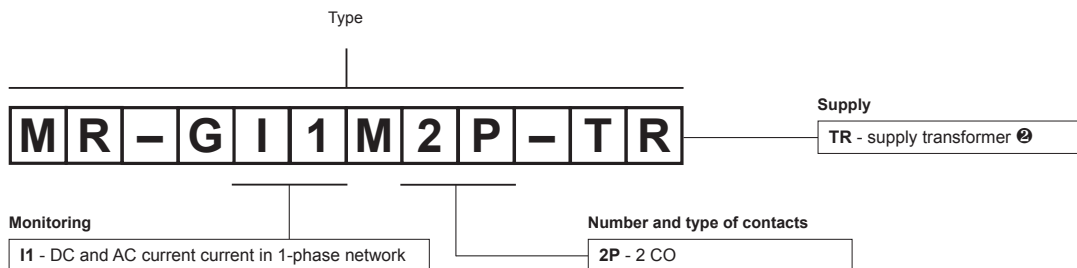 Type
MR–GI1M2P–TR
Supply
TR - supply transformer ❷
Monitoring
I1 - DC and AC current current in 1-phase network
Number and type of contacts
2P - 2 CO